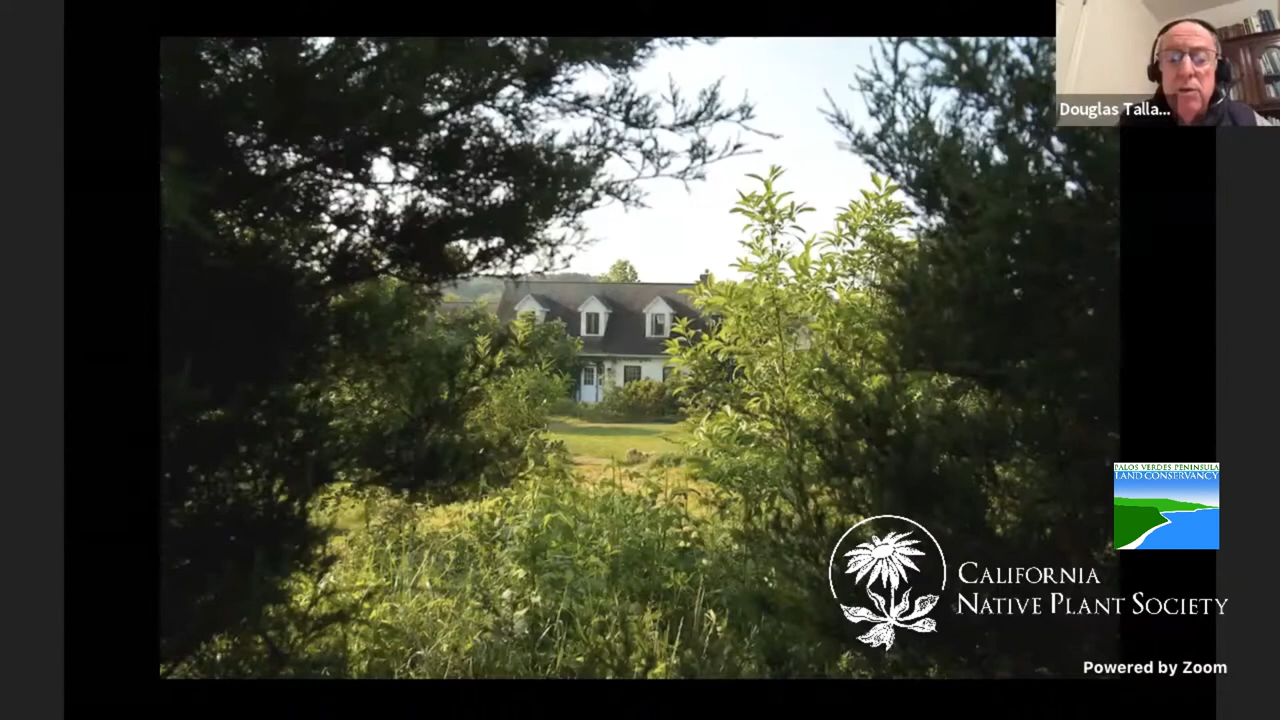 Douglas Talla...
PALOS VERDES PENINSULA
LAND CONSERVANCY
CALIFORNIA
NATIVE PLANT SOCIETY
Powered by Zoom